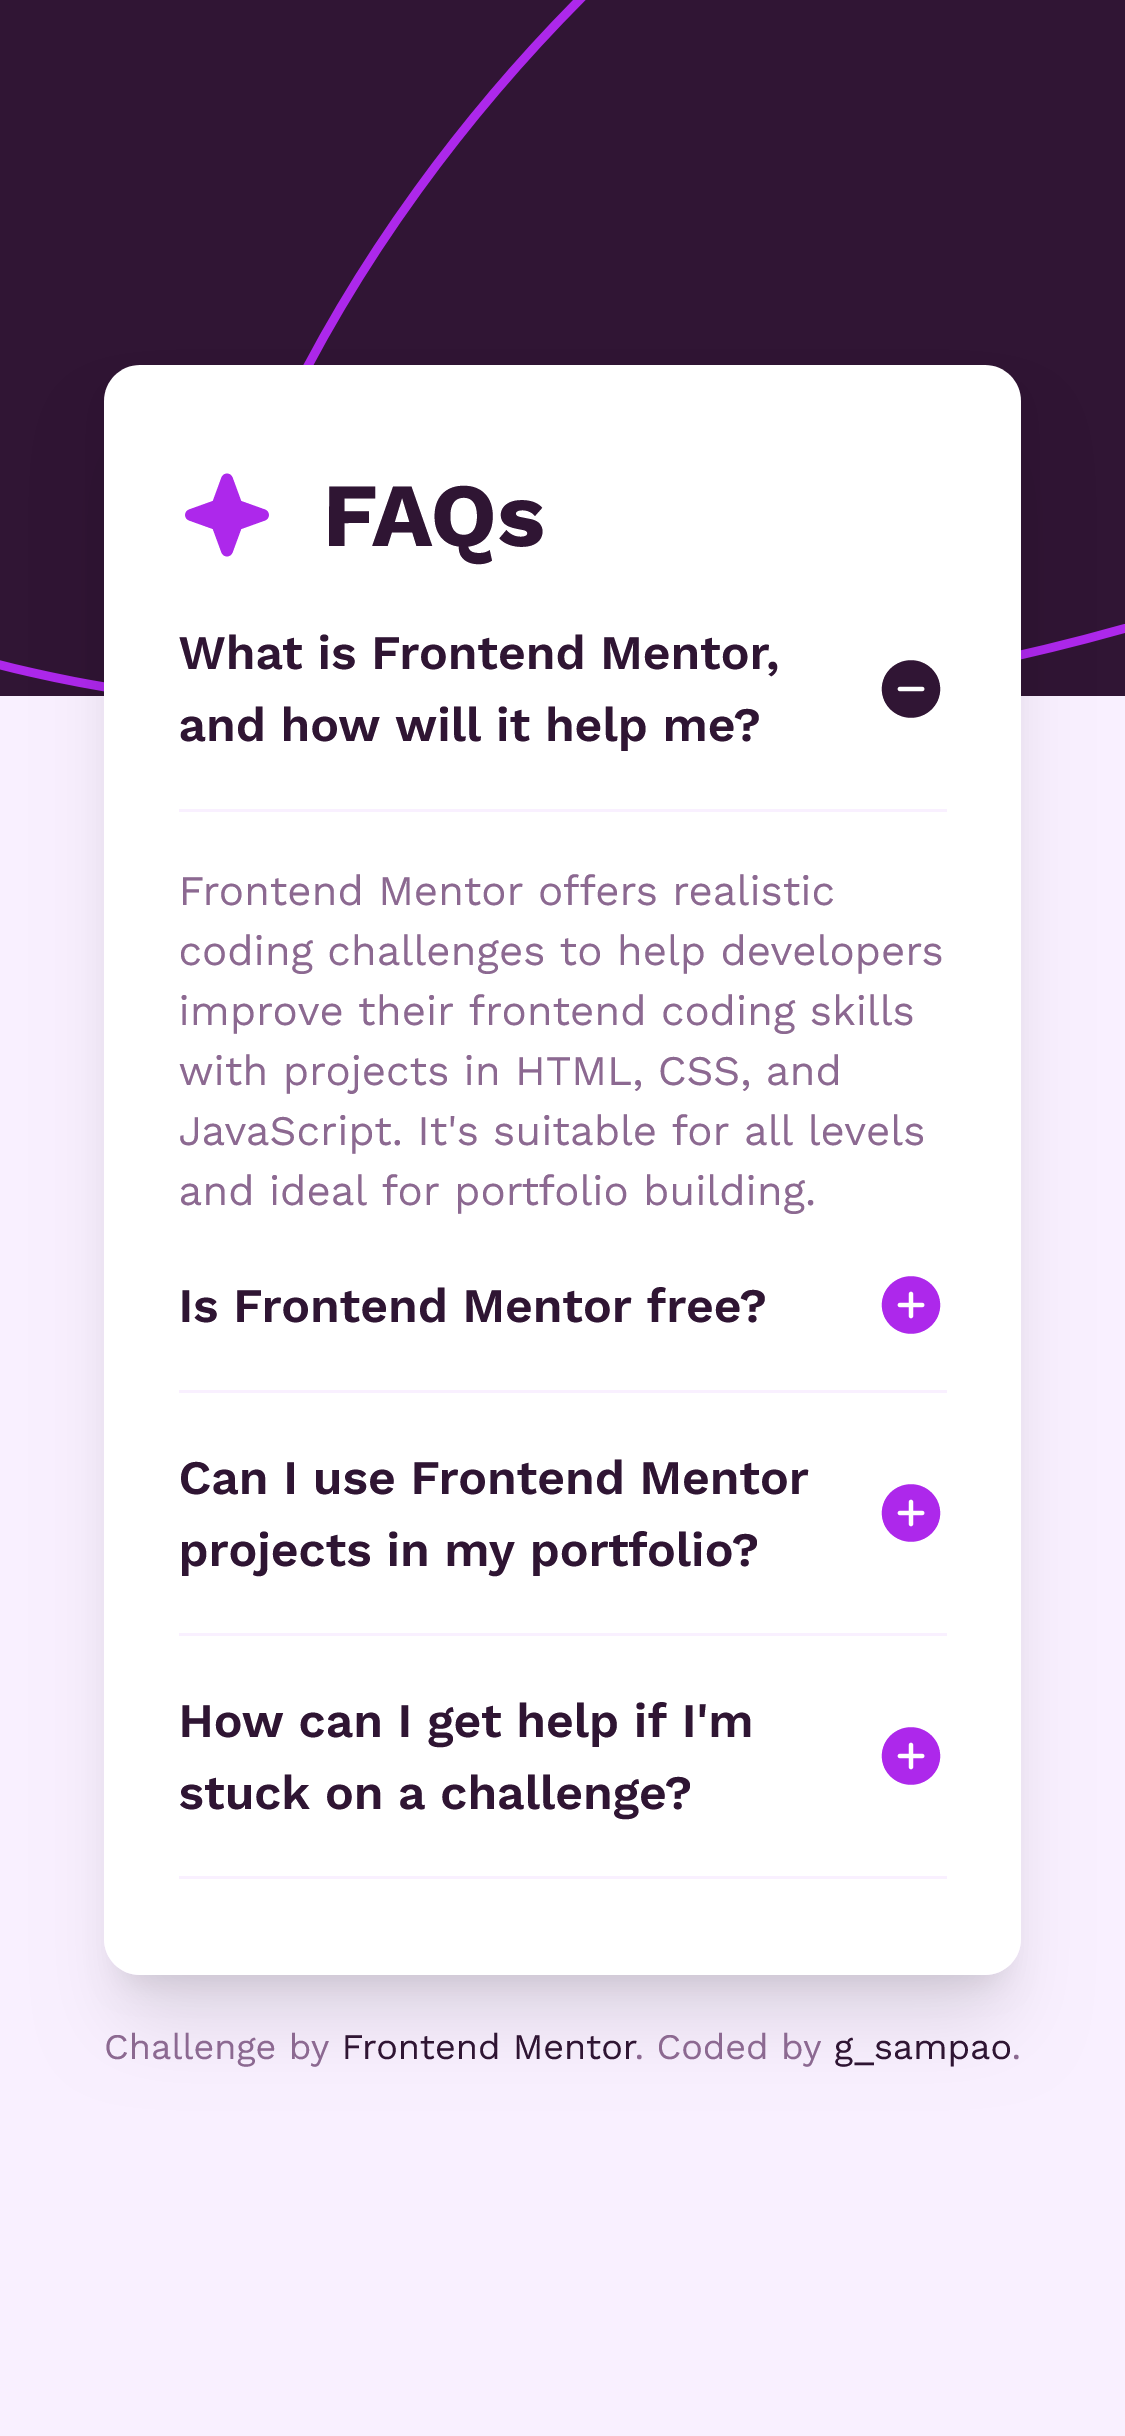 FAQs
What is Frontend Mentor,
and how will it help me?
Frontend Mentor offers realistic
coding challenges to help developers
improve their frontend coding skills
with projects in HTML, CSS, and
JavaScript. It's suitable for all levels
and ideal for portfolio building.
Is Frontend Mentor free?
Can I use Frontend Mentor
projects in my portfolio?
How can I get help if I'm
stuck on a challenge?
Challenge by Frontend Mentor. Coded by g_sampao.